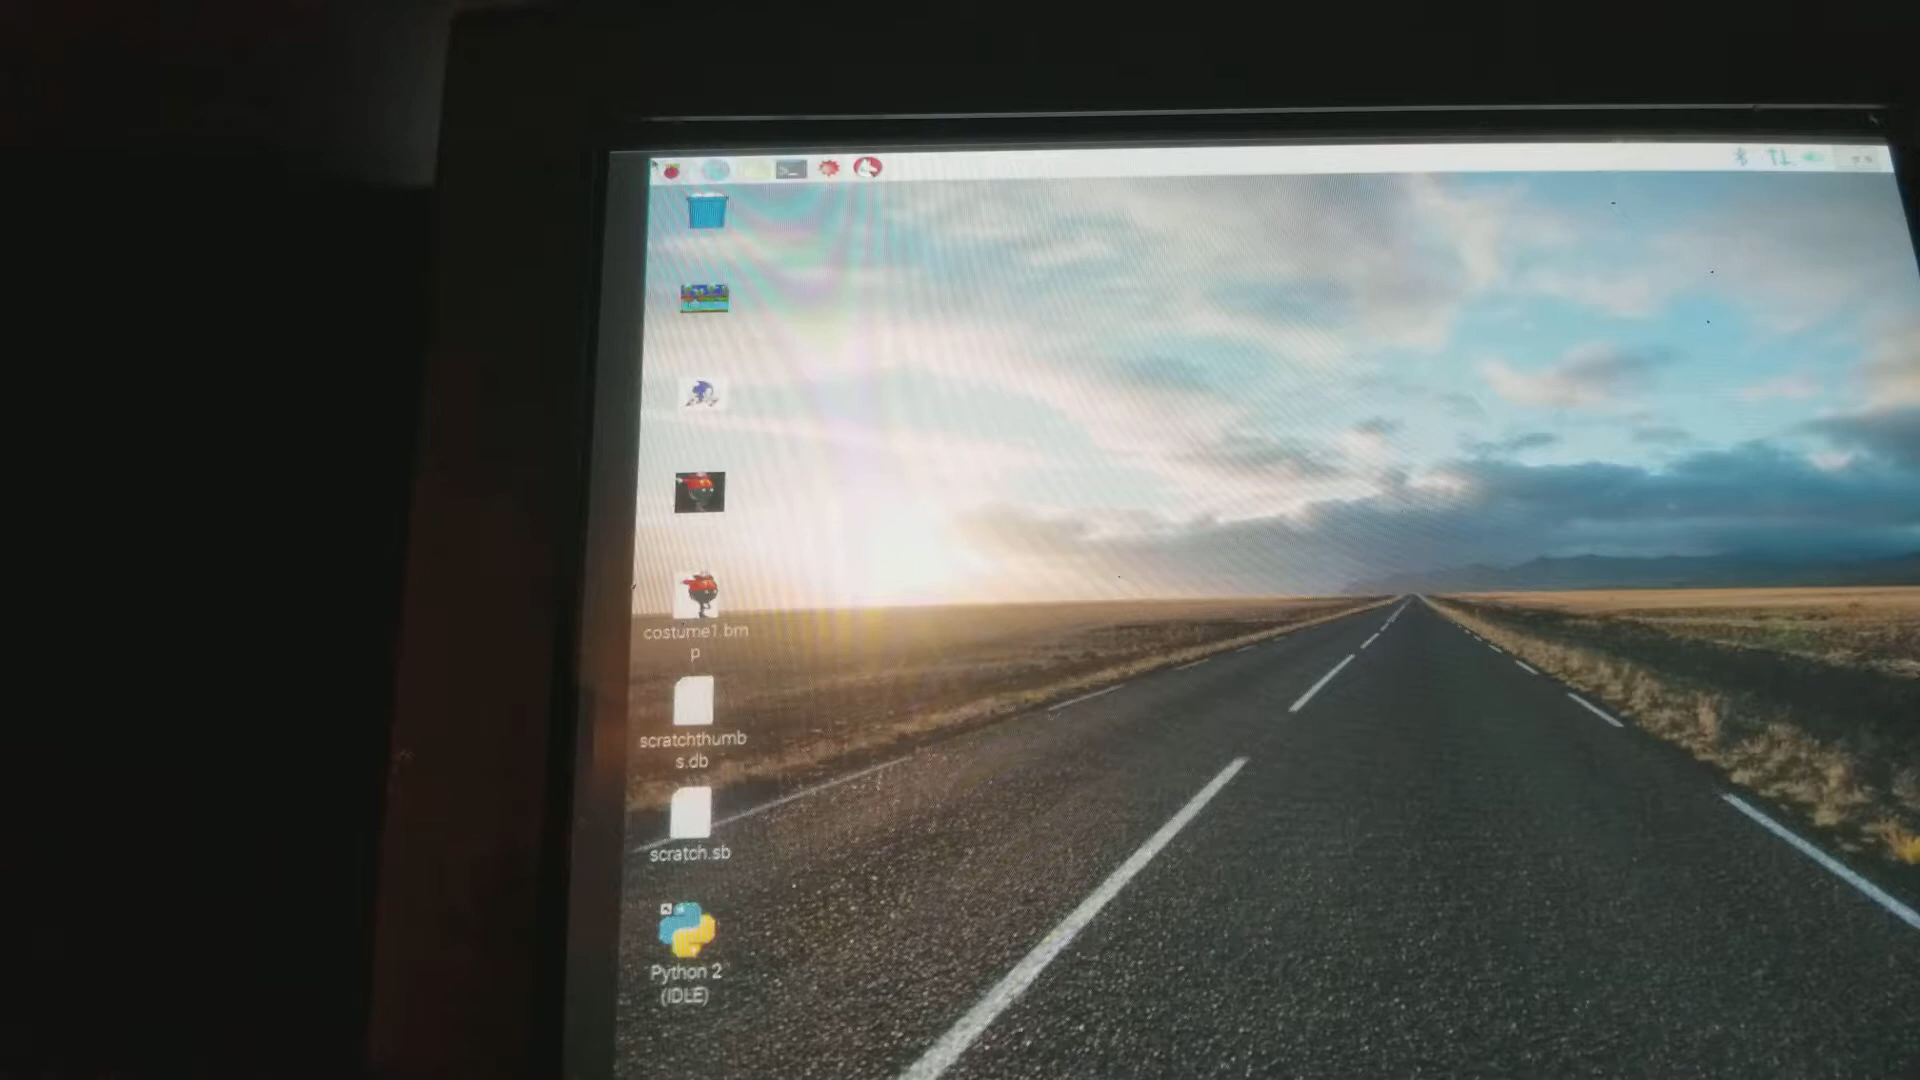 costume1.bm
p
scratchthumb
s.db
scratch.sb
Python 2
(IDLE)